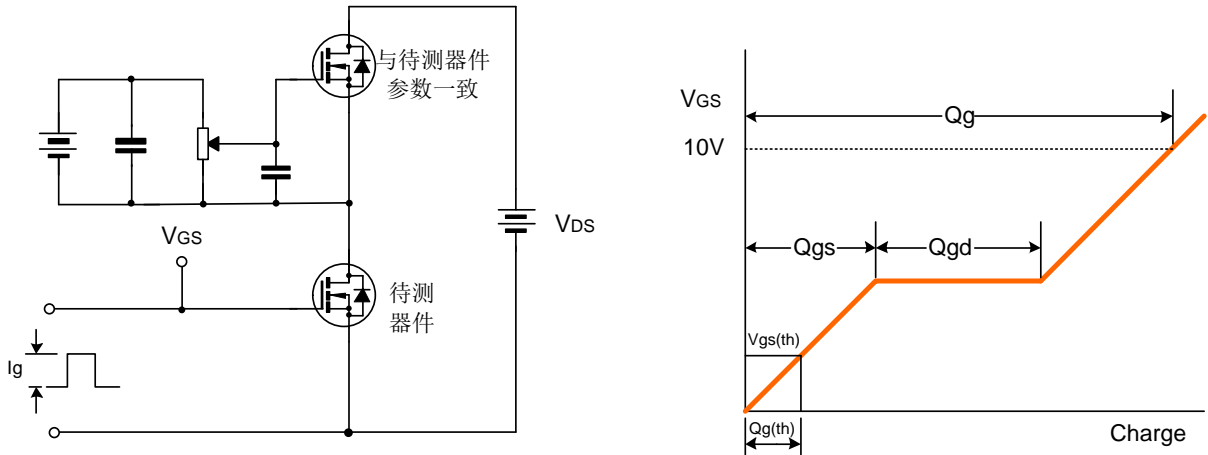 与待测器件
参数一致
VGS
VDS
待测
器件
Ig
VGS
10V
Qg
Qgs
Qgd
Vgs(th)
Qg(th)
Charge